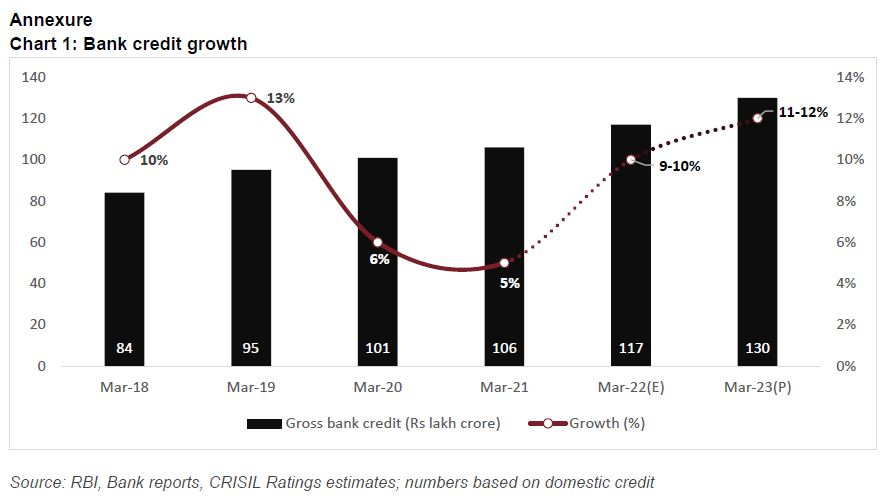 Annexure
Chart 1: Bank credit growth
140
120
100
80
60
40
20
0
14%
12%
10%
8%
6%
4%
2%
0%
10%
13%
6%
5%
9-10%
11-12%
84
95
101
106
117
130
Mar-18
Mar-19
Mar-20
Mar-21
Mar-22(E)
Mar-23(P)
Gross bank credit (Rs lakh crore)
Growth (%)
Source: RBI, Bank reports, CRISIL Ratings estimates; numbers based on domestic credit